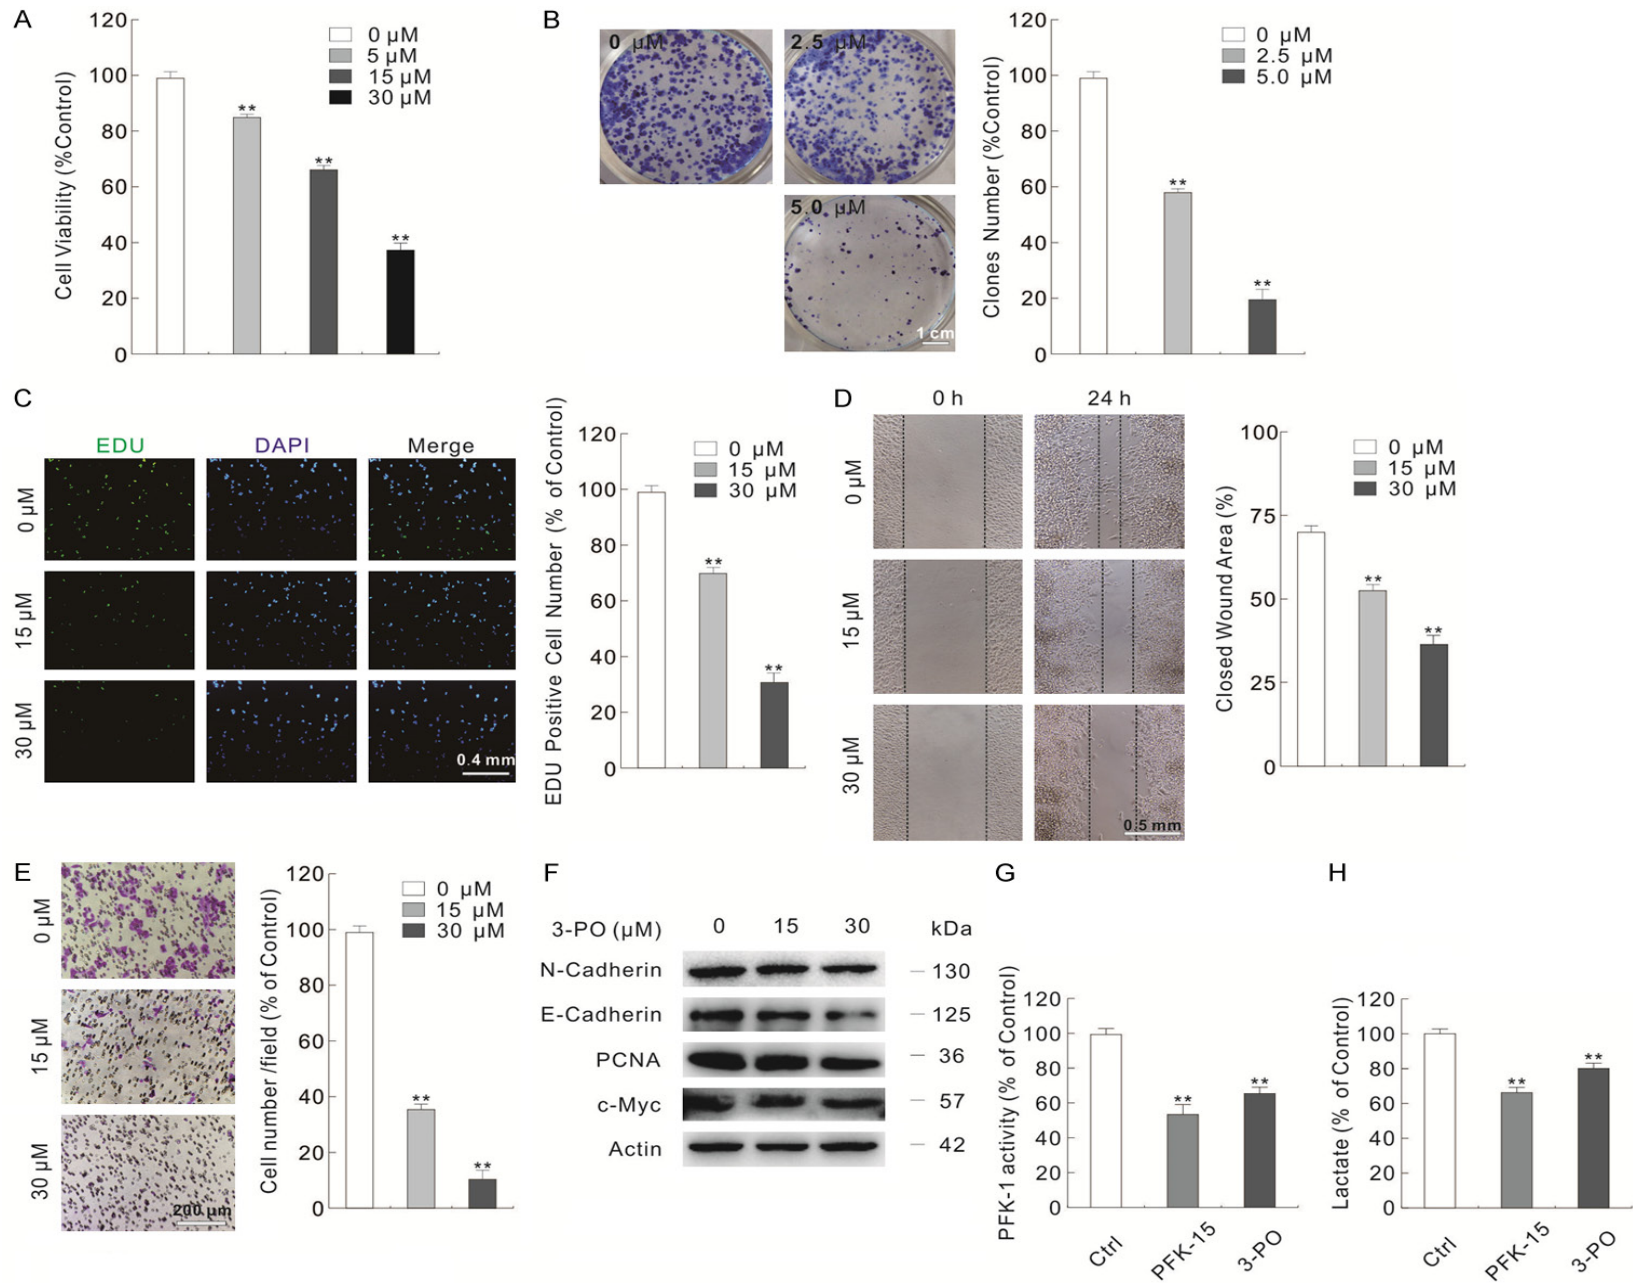 A
Cell Viability (%Control)
120
100
80
60
40
20
0
0 μM
5 μM
15 μM
30 μM
**
**
**
B
0 μM
2.5 μM
5.0 μM
1 cm
Clones Number (%Control)
120
100
80
60
40
20
0
0 μM
2.5 μM
5.0 μM
**
**
C
EDU DAPI Merge
0 μM
15 μM
30 μM
0.4 mm
EDU Positive Cell Number (% of Control)
120
100
80
60
40
20
0
0 μM
15 μM
30 μM
**
**
D
0 h 24 h
0 μM
15 μM
30 μM
0.5 mm
Closed Wound Area (%)
100
75
50
25
0
0 μM
15 μM
30 μM
**
**
E
0 μM
15 μM
30 μM
200 μm
Cell number /field (% of Control)
120
100
80
60
40
20
0
0 μM
15 μM
30 μM
**
**
F
3-PO (μM) 0 15 30 kDa
N-Cadherin 130
E-Cadherin 125
PCNA 36
c-Myc 57
Actin 42
G
PFK-1 activity (% of Control)
120
100
80
60
40
20
0
**
**
Ctrl PFK-15 3-PO
H
Lactate (% of Control)
120
100
80
60
40
20
0
**
**
Ctrl PFK-15 3-PO